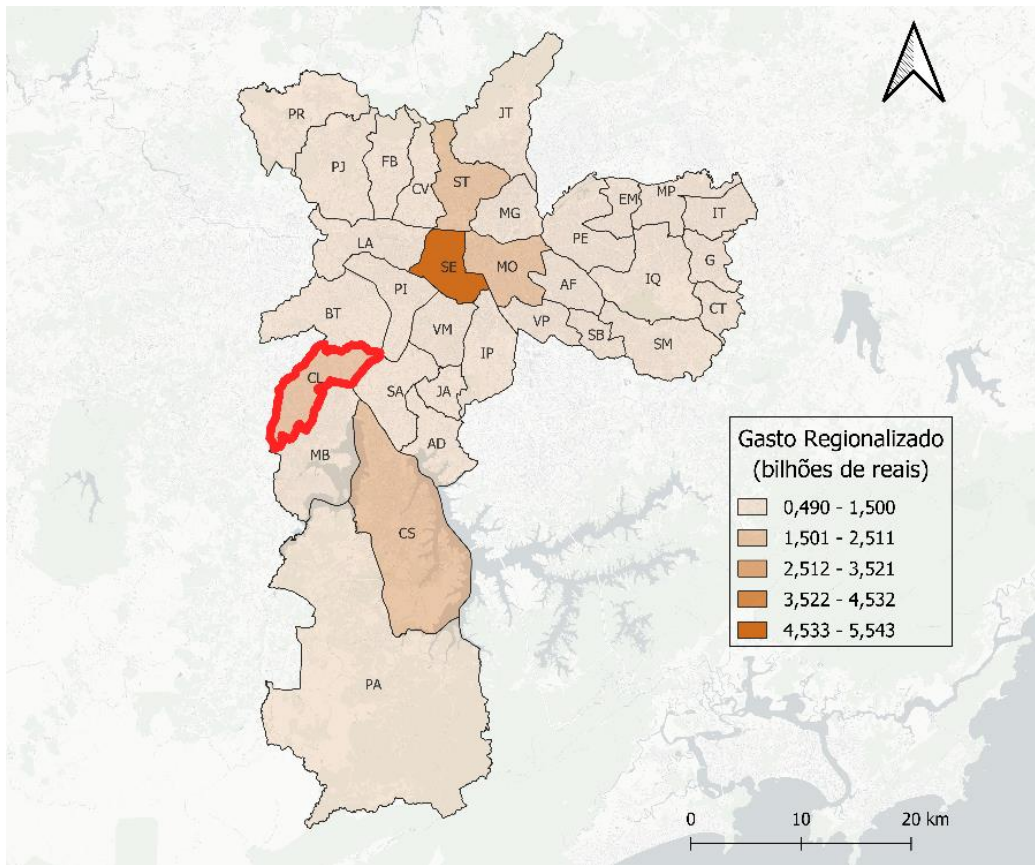 JT
PR
FB
PJ
ST
CV
MP
EM
IT
MG
PE
LA
SE
MO
G
IQ
AF
PI
CT
BT
VP
VM
SB
SM
IP
CL
SA
JA
AD
MB
CS
PA
Gasto Regionalizado
(bilhões de reais)
0,490 - 1,500
1,501 - 2,511
2,512 - 3,521
3,522 - 4,532
4,533 - 5,543
0 10 20 km